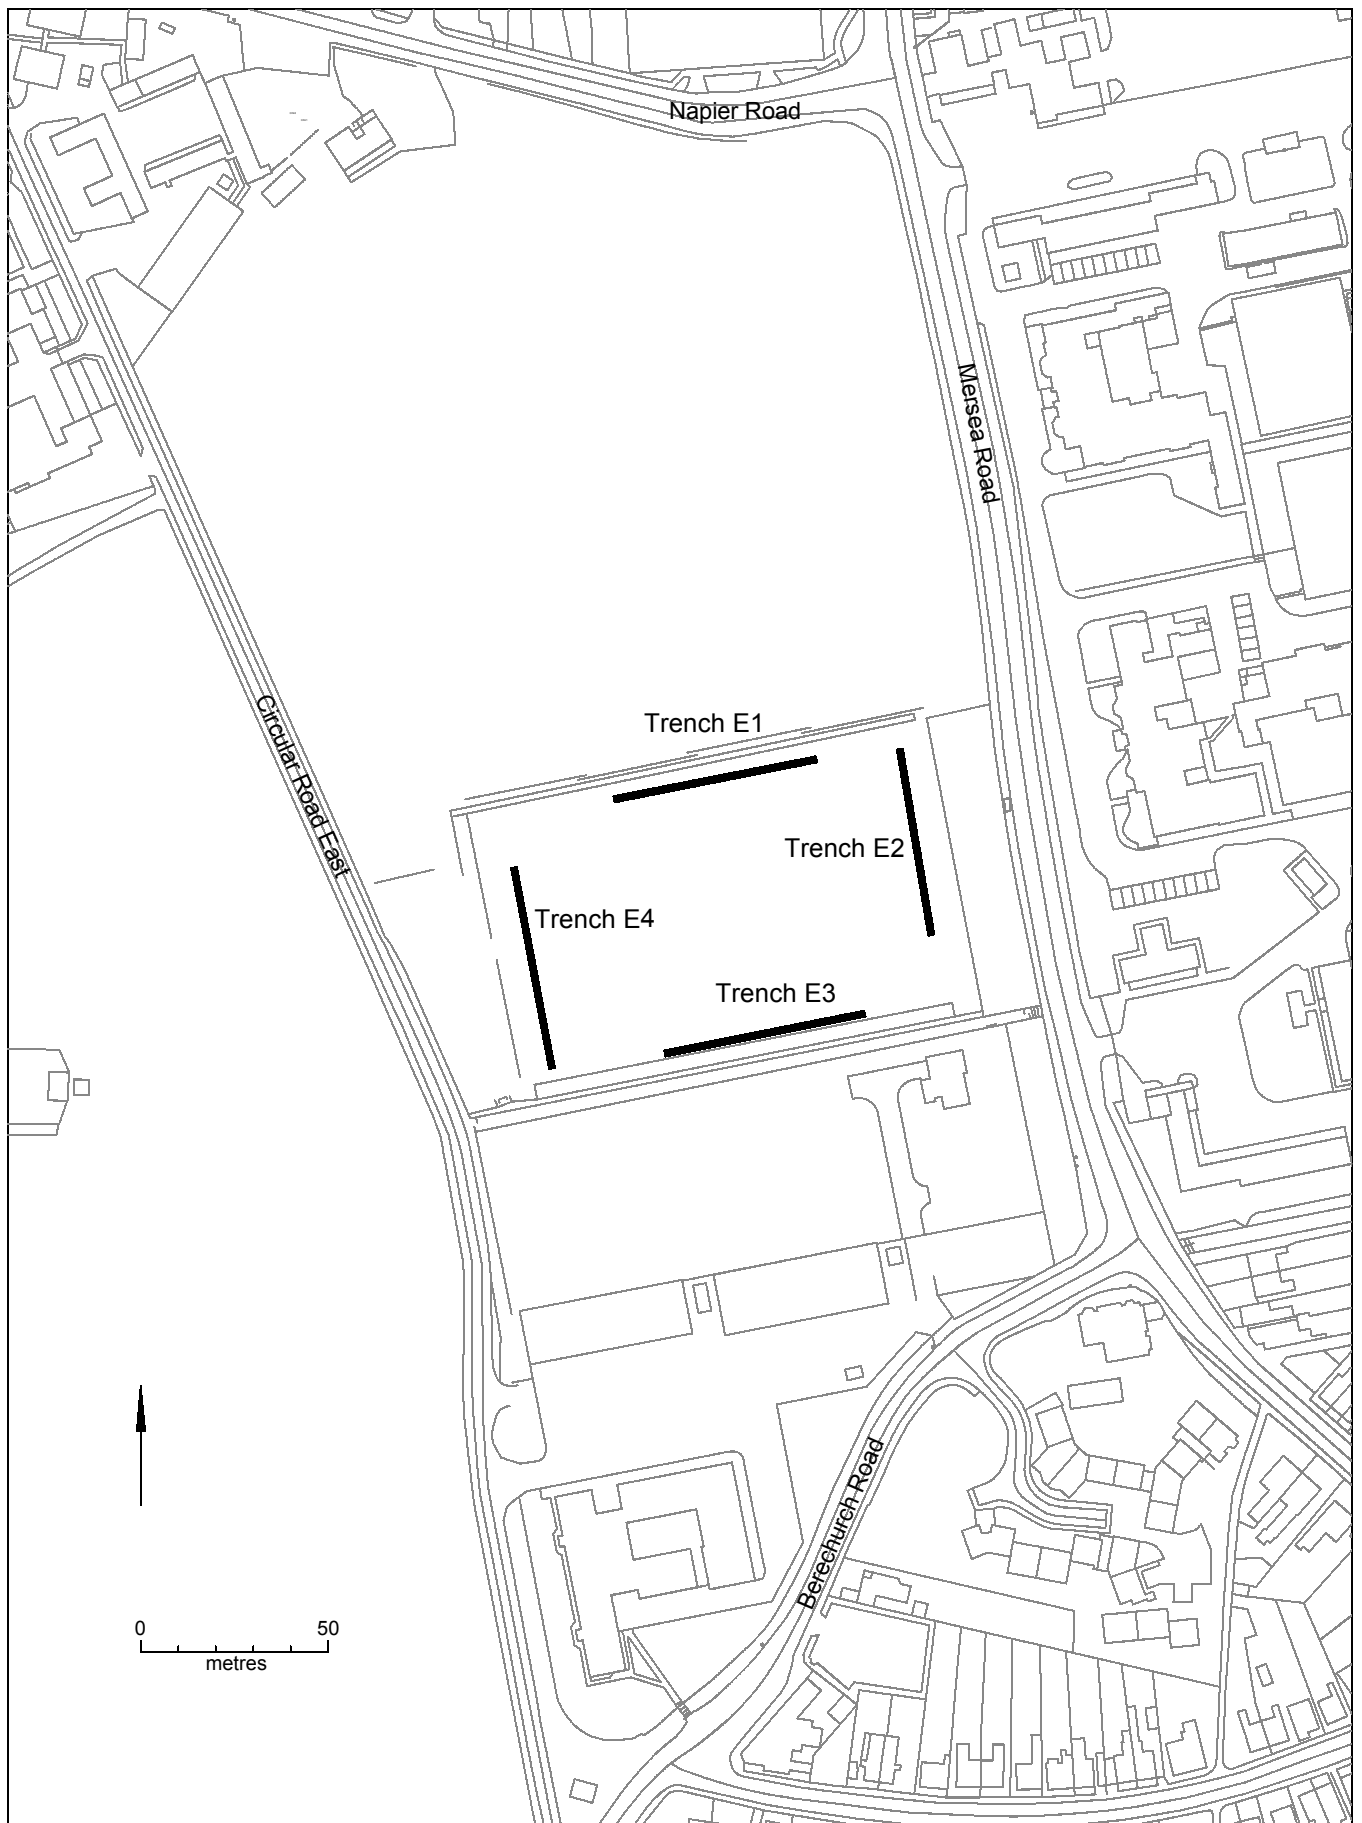 Napier Road
Mersea Road
Circular Road East
Trench E1
Trench E2
Trench E4
Trench E3
Berechurch Road
0 50
metres